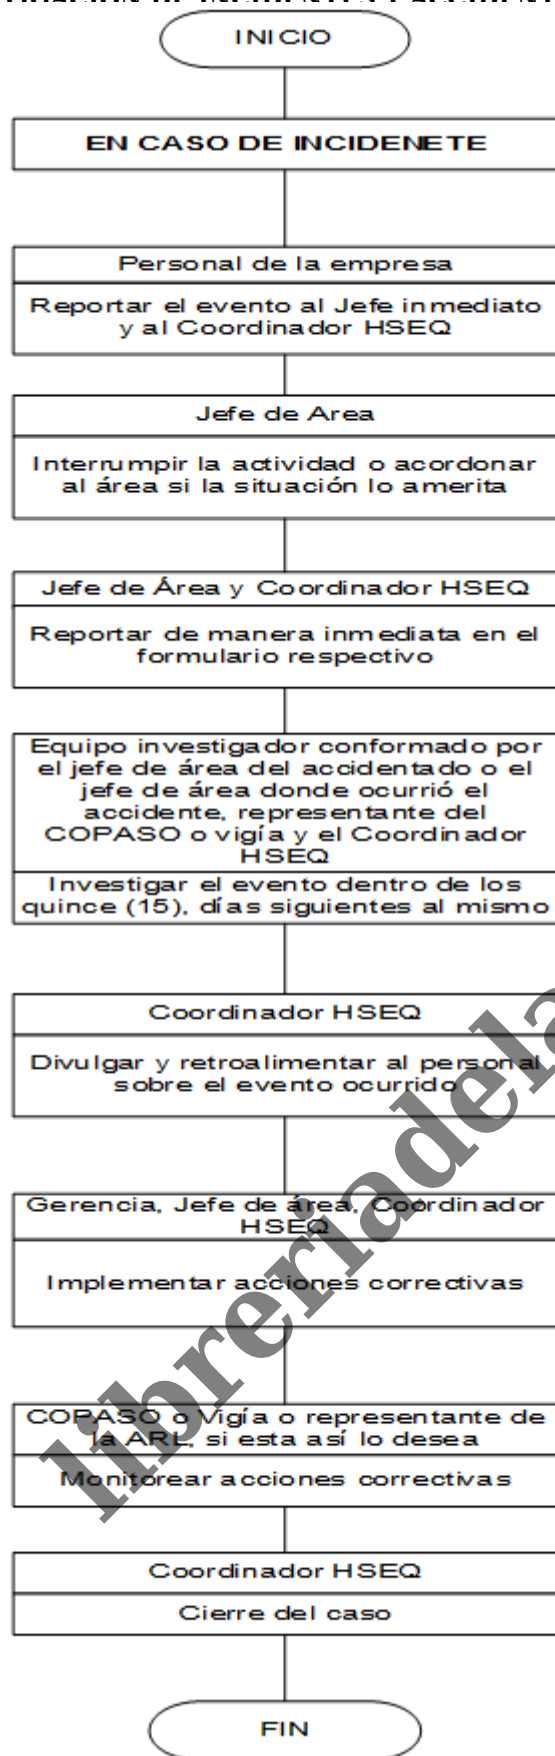 INICIO
EN CASO DE INCIDENETE
Personal de la empresa
Reportar el evento al Jefe inmediato
y al Coordinador HSEQ
Jefe de Area
Interrumpir la actividad o acordonar
al área si la situación lo amerita
Jefe de Área y Coordinador HSEQ
Reportar de manera inmediata en el
formulario respectivo
Equipo investigador conformado por
el jefe de área del accidentado o el
jefe de área donde ocurrió el
accidente, representante del
COPASO o vigía y el Coordinador
HSEQ
Investigar el evento dentro de los
quince (15), días siguientes al mismo
Coordinador HSEQ
Divulgar y retroalimentar al personal
sobre el evento ocurrido
Gerencia, Jefe de área, Coordinador
HSEQ
Implementar acciones correctivas
COPASO o Vigía o representante de
la ARL, si esta así lo desea
Monitorear acciones correctivas
Coordinador HSEQ
Cierre del caso
FIN
libreriadela